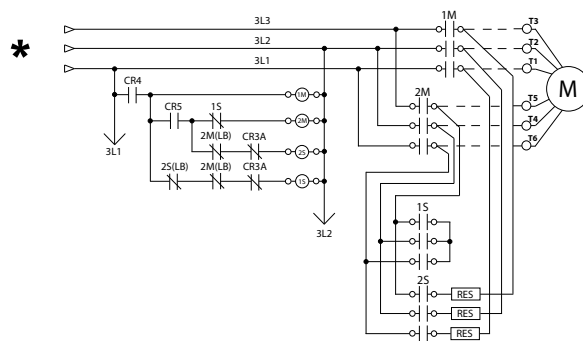 3L3
1M
T3
*
3L2
T2
3L1
T1
M
CR4
2M
T5
1M
T4
CR5
1S
2M
T6
2M(LB)
CR3A
3L1
2S
2S(LB)
2M(LB)
CR3A
1S
1S
3L2
2S
RES
RES
RES